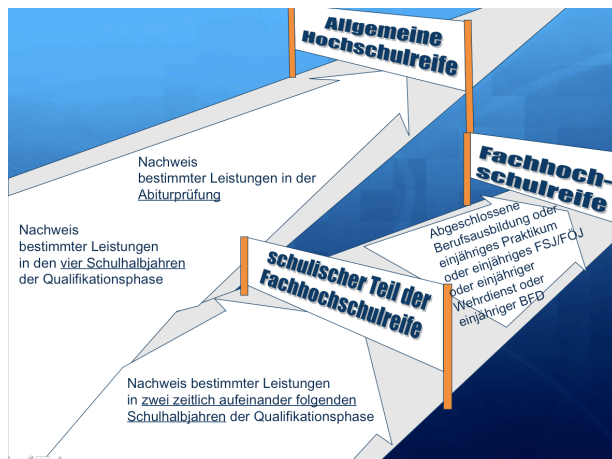 Allgemeine
Hochschulreife
Fachhoch-
schulreife
Nachweis
bestimmter Leistungen in der
Abiturprüfung
Abgeschlossene
Berufsausbildung oder
einjähriges Praktikum
oder einjähriges FSJ/FÖJ
oder einjähriger
Wehrdienst oder
einjähriger BFD
Nachweis
bestimmter Leistungen
in den vier Schulhalbjahren
der Qualifikationsphase
schulischer Teil der
Fachhochschulreife
Nachweis bestimmter Leistungen
in zwei zeitlich aufeinander folgenden
Schulhalbjahren der Qualifikationsphase